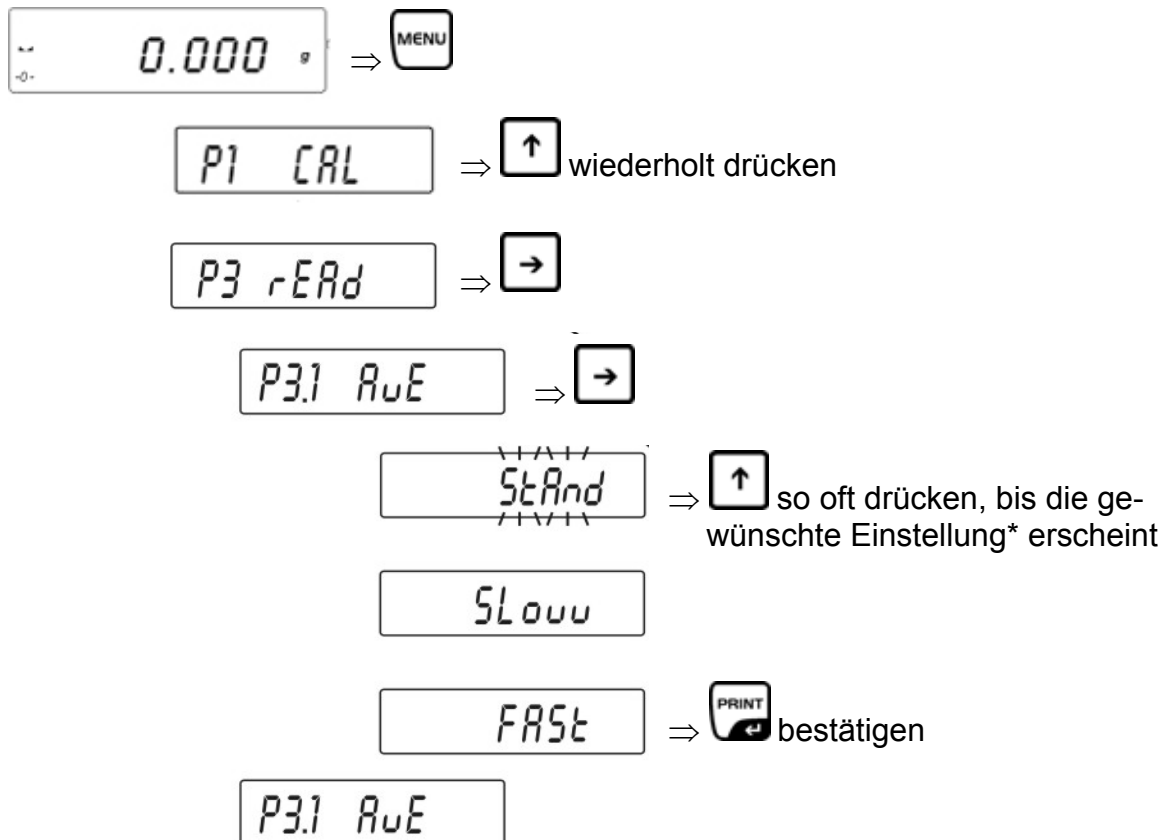 -0- 0.000 g ⇒ MENU
P1 CAL ⇒ ↑ wiederholt drücken
P3 rEAd ⇒ →
P3.1 AvE ⇒ →
StAnd ⇒ ↑ so oft drücken, bis die ge-
wünschte Einstellung* erscheint
SLouu
FASt ⇒ PRINT bestätigen
P3.1 AvE